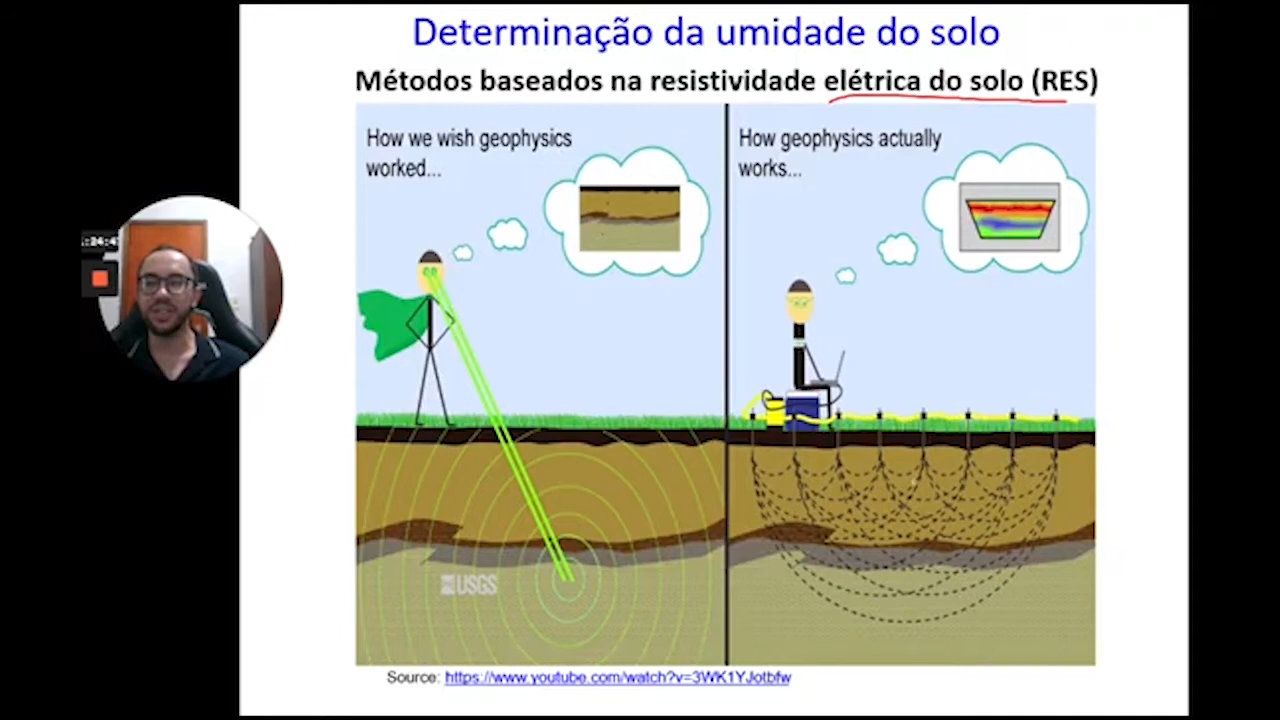 Determinação da umidade do solo
Métodos baseados na resistividade elétrica do solo (RES)
How we wish geophysics
worked...
How geophysics actually
works...
USGS
Source: https://www.youtube.com/watch?v=3WK1YJotbfw